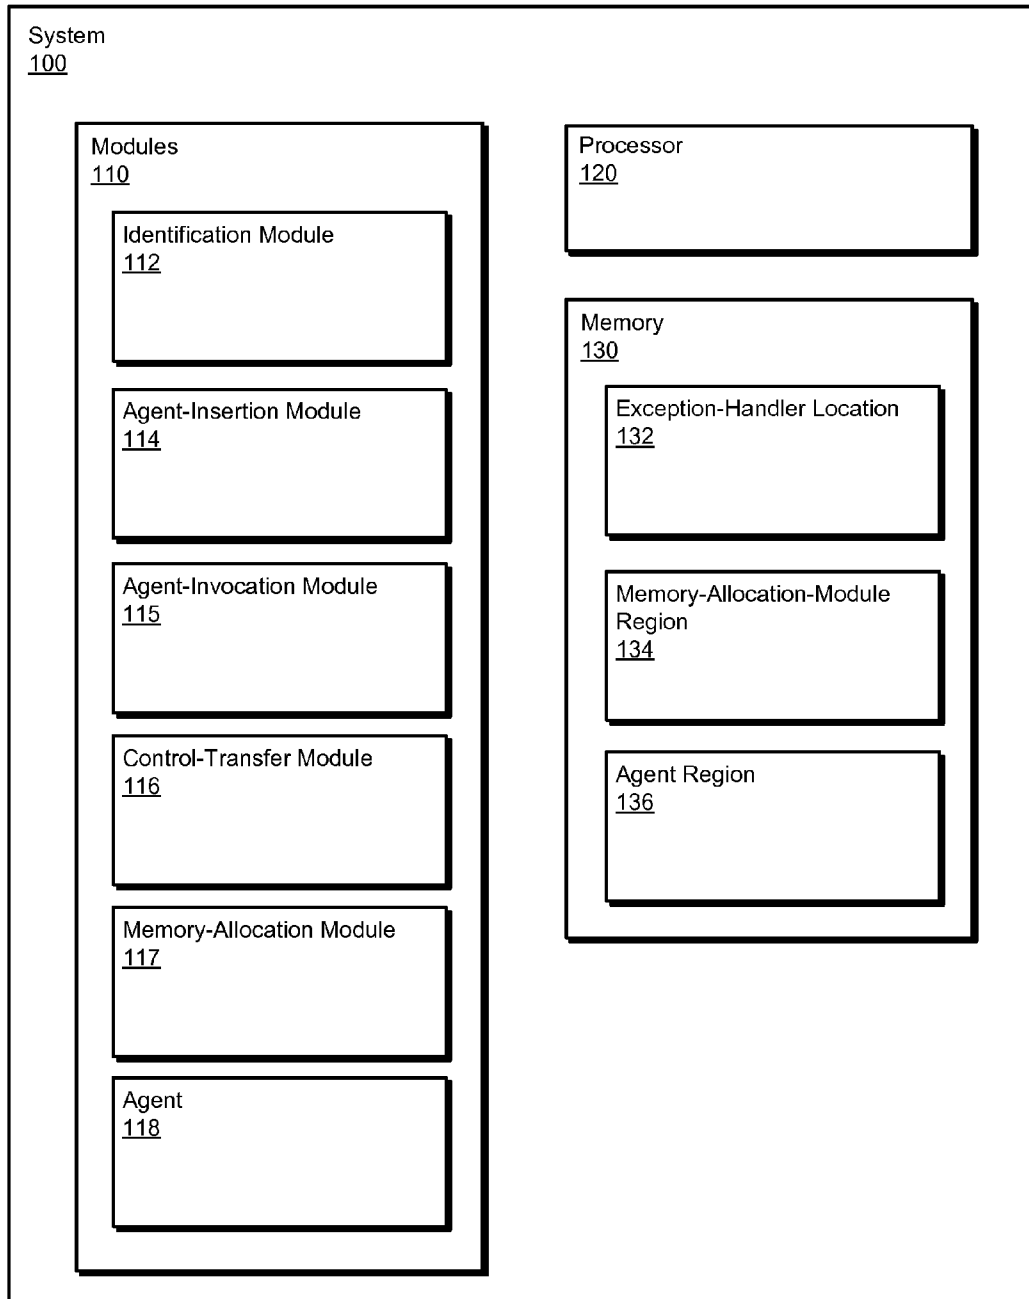 System
100
Modules
110
Identification Module
112
Agent-Insertion Module
114
Agent-Invocation Module
115
Control-Transfer Module
116
Memory-Allocation Module
117
Agent
118
Processor
120
Memory
130
Exception-Handler Location
132
Memory-Allocation-Module
Region
134
Agent Region
136